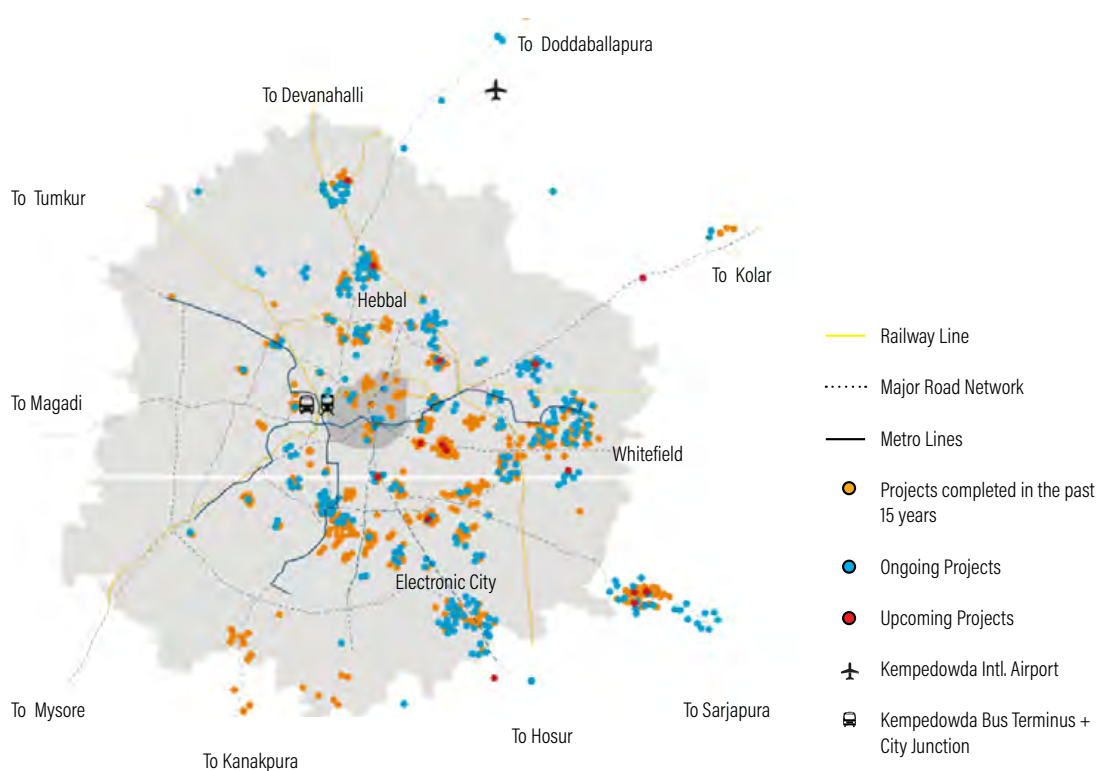 To Doddaballapura
To Devanahalli
To Tumkur
To Kolar
Hebbal
To Magadi
Whitefield
Electronic City
To Mysore
To Sarjapura
To Hosur
To Kanakpura
Railway Line
Major Road Network
Metro Lines
Projects completed in the past
15 years
Ongoing Projects
Upcoming Projects
Kempedowda Intl. Airport
Kempedowda Bus Terminus +
City Junction